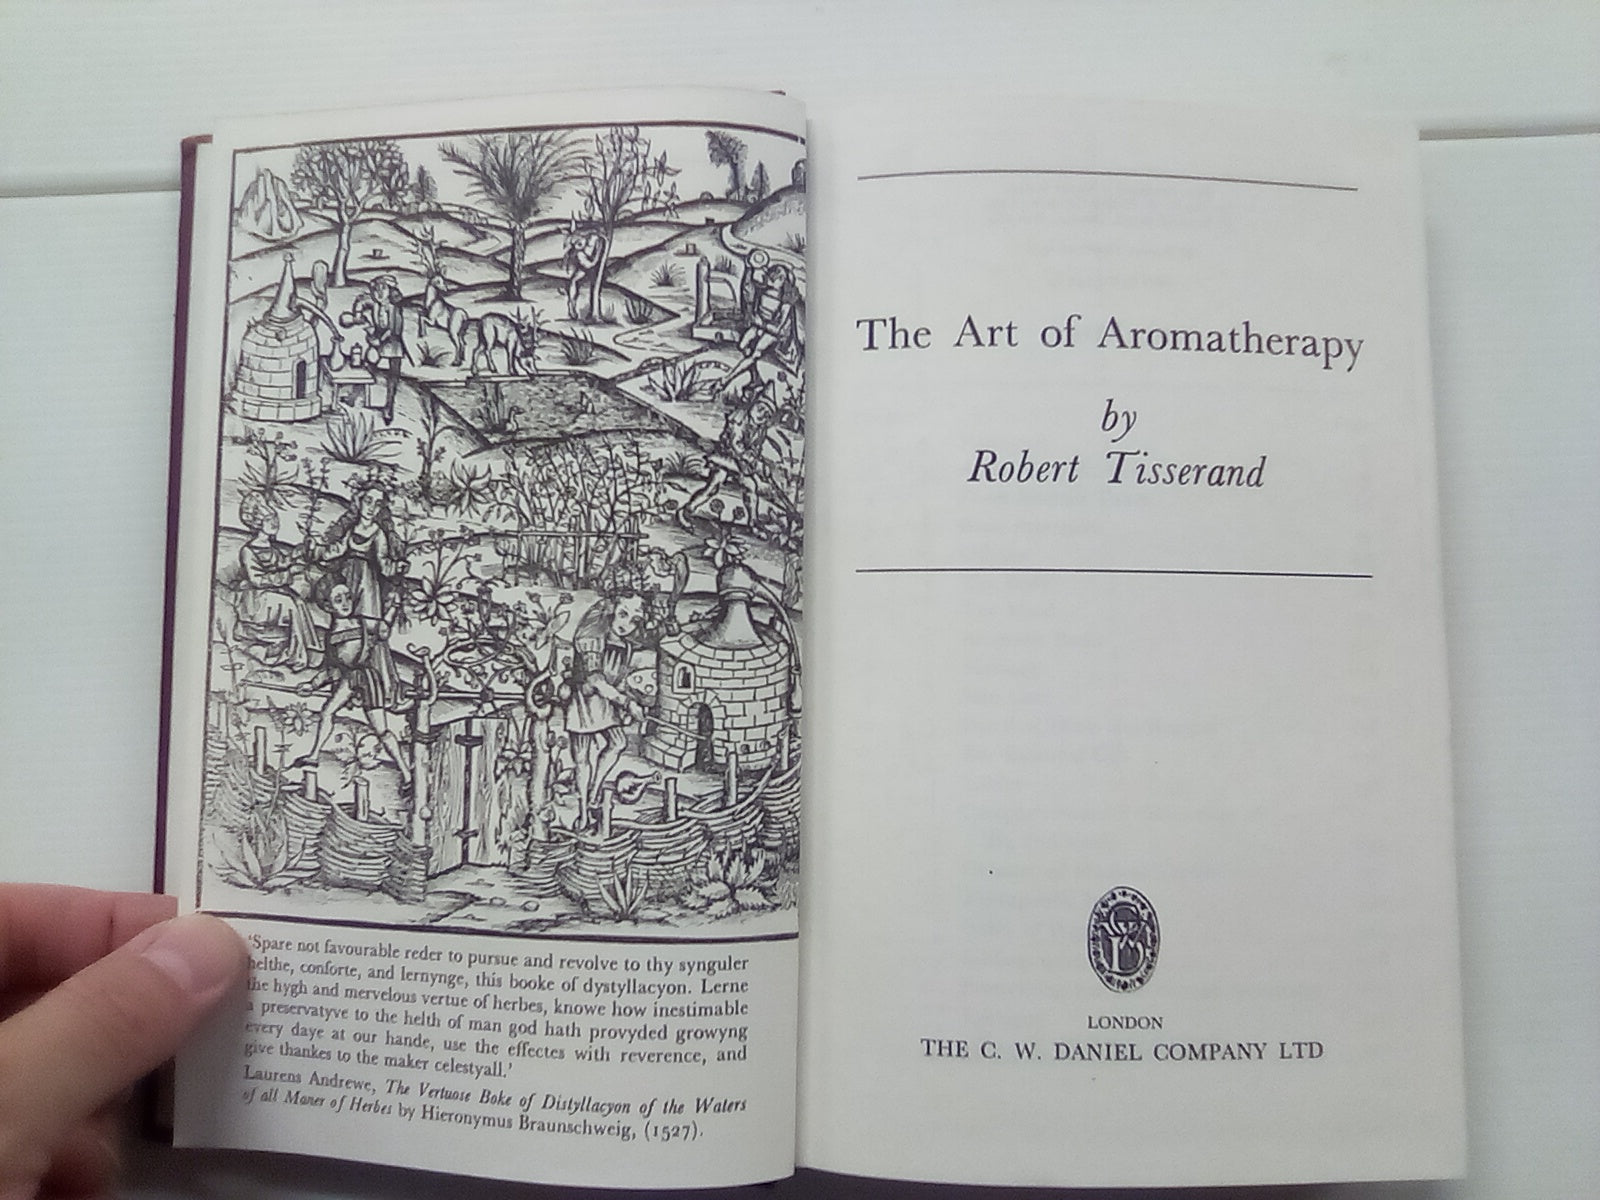 'Spare not favourable reder to pursue and revolve to thy synguler
helthe, conforte, and lernynge, this booke of dystyllacyon. Lerne
the hygh and mervelous vertue of herbes, knowe how inestimable
a preservatyve to the helth of man god hath provyded growyng
every daye at our hande, use the effectes with reverence, and
give thankes to the maker celestyall.'
Laurens Andrewe, The Vertuose Boke of Distyllacyon of the Waters
of all Maner of Herbes by Hieronymus Braunschweig, (1527).
The Art of Aromatherapy
by
Robert Tisserand
LONDON
THE C. W. DANIEL COMPANY LTD